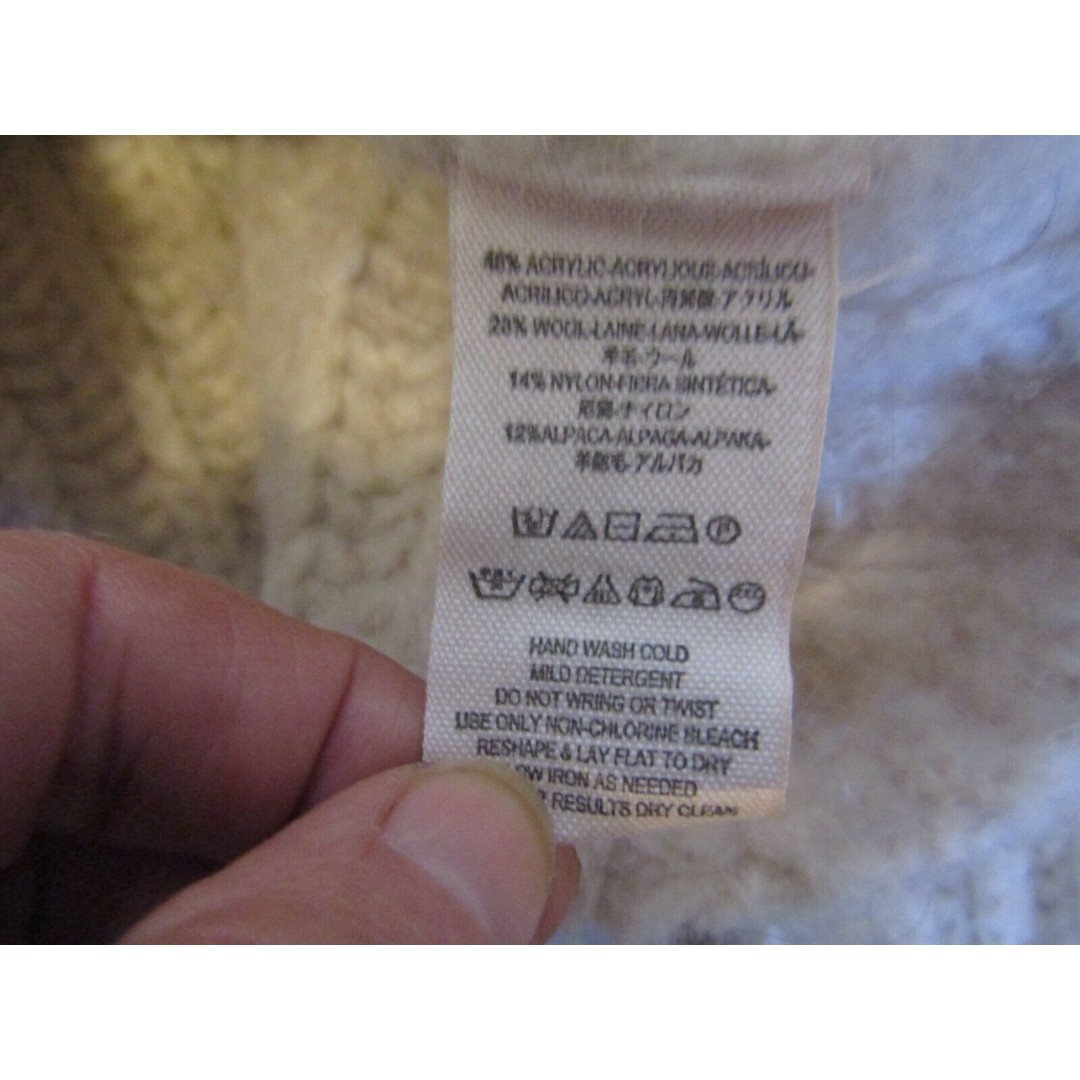 ACRYLIC-ACRYLIQUE-ACRÍLICO-
ACRILICO-ACRYL-丙烯酸-アクリル
WOOL-LAINE-LANA-WOLLE-LÃ-
羊毛-ウール
14% NYLON-FIBRA SINTÉTICA-
尼龍-ナイロン
12%ALPACA-ALPAGA-ALPAKA-
羊駝毛-アルパカ
HAND WASH COLD
MILD DETERGENT
DO NOT WRING OR TWIST
USE ONLY NON-CHLORINE BLEACH
RESHAPE & LAY FLAT TO DRY
IRON AS NEEDED
RESULTS DRY CLEAN